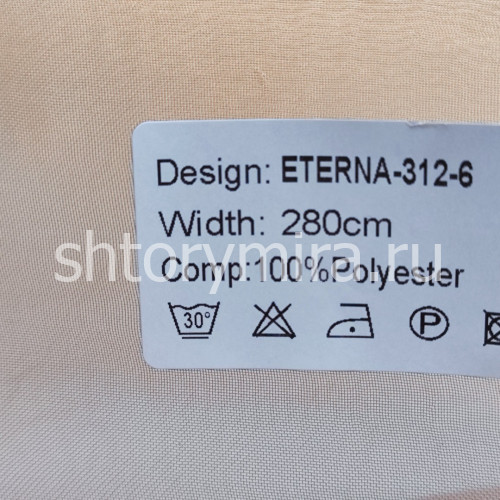 Design: ETERNA-312-6
Width: 280cm
shtorymira.ru
Comp:100%Polyester
30°
P